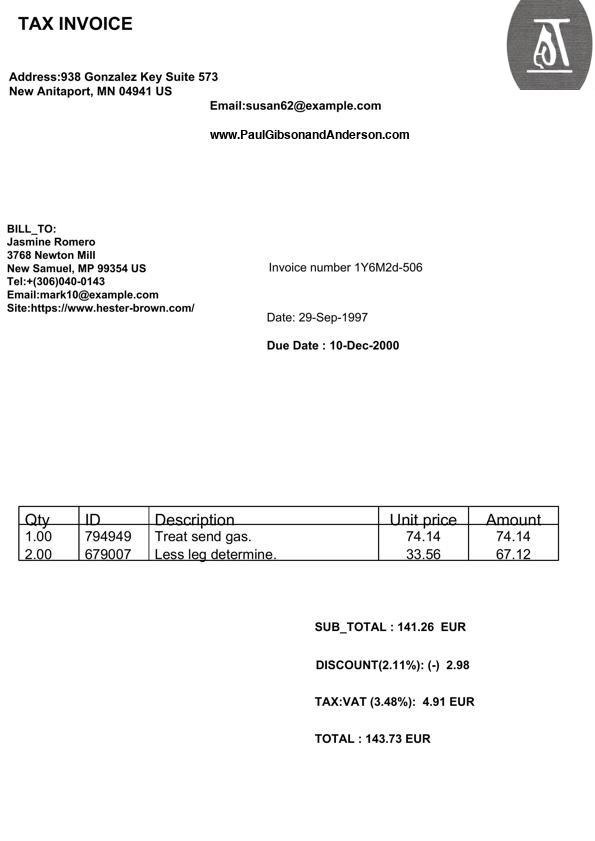 TAX INVOICE
Address:938 Gonzalez Key Suite 573
New Anitaport, MN 04941 US
Email:susan62@example.com
www.PaulGibsonandAnderson.com
BILL_TO:
Jasmine Romero
3768 Newton Mill
New Samuel, MP 99354 US
Tel:+(306)040-0143
Email:mark10@example.com
Site:https://www.hester-brown.com/
Invoice number 1Y6M2d-506
Date: 29-Sep-1997
Due Date : 10-Dec-2000
Qty ID Description Unit price Amount
1.00 794949 Treat send gas. 74.14 74.14
2.00 679007 Less leg determine. 33.56 67.12
SUB_TOTAL : 141.26 EUR
DISCOUNT(2.11%): (-) 2.98
TAX:VAT (3.48%): 4.91 EUR
TOTAL : 143.73 EUR